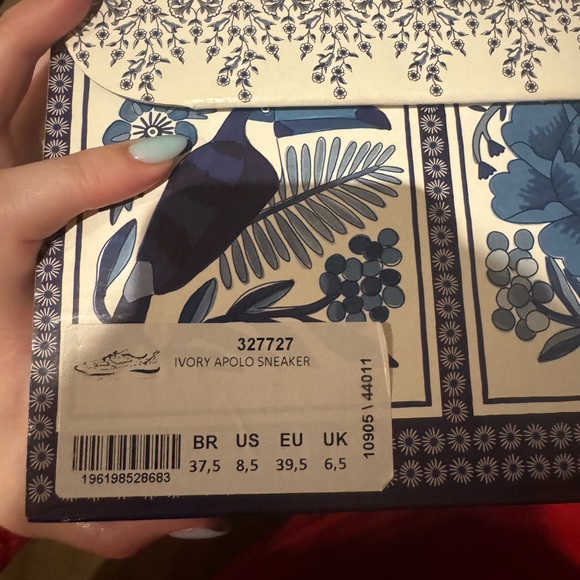 327727
IVORY APOLO SNEAKER
10905 \ 44011
BR US EU UK
37,5 8,5 39,5 6,5
196198528683